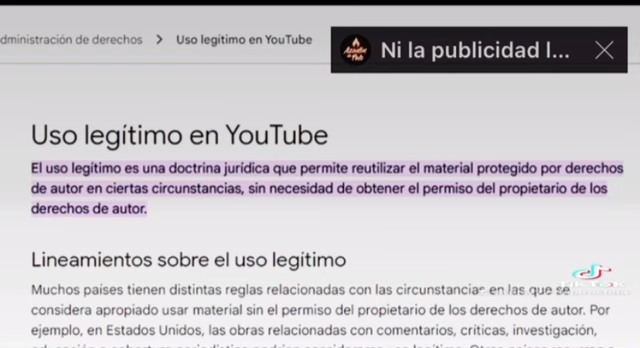 dministración de derechos > Uso legítimo en YouTube
Ni la publicidad l... ×
Uso legítimo en YouTube
El uso legítimo es una doctrina jurídica que permite reutilizar el material protegido por derechos
de autor en ciertas circunstancias, sin necesidad de obtener el permiso del propietario de los
derechos de autor.
Lineamientos sobre el uso legítimo
Muchos países tienen distintas reglas relacionadas con las circunstancias en las que se
considera apropiado usar material sin el permiso del propietario de los derechos de autor. Por
ejemplo, en Estados Unidos, las obras relacionadas con comentarios, críticas, investigación,